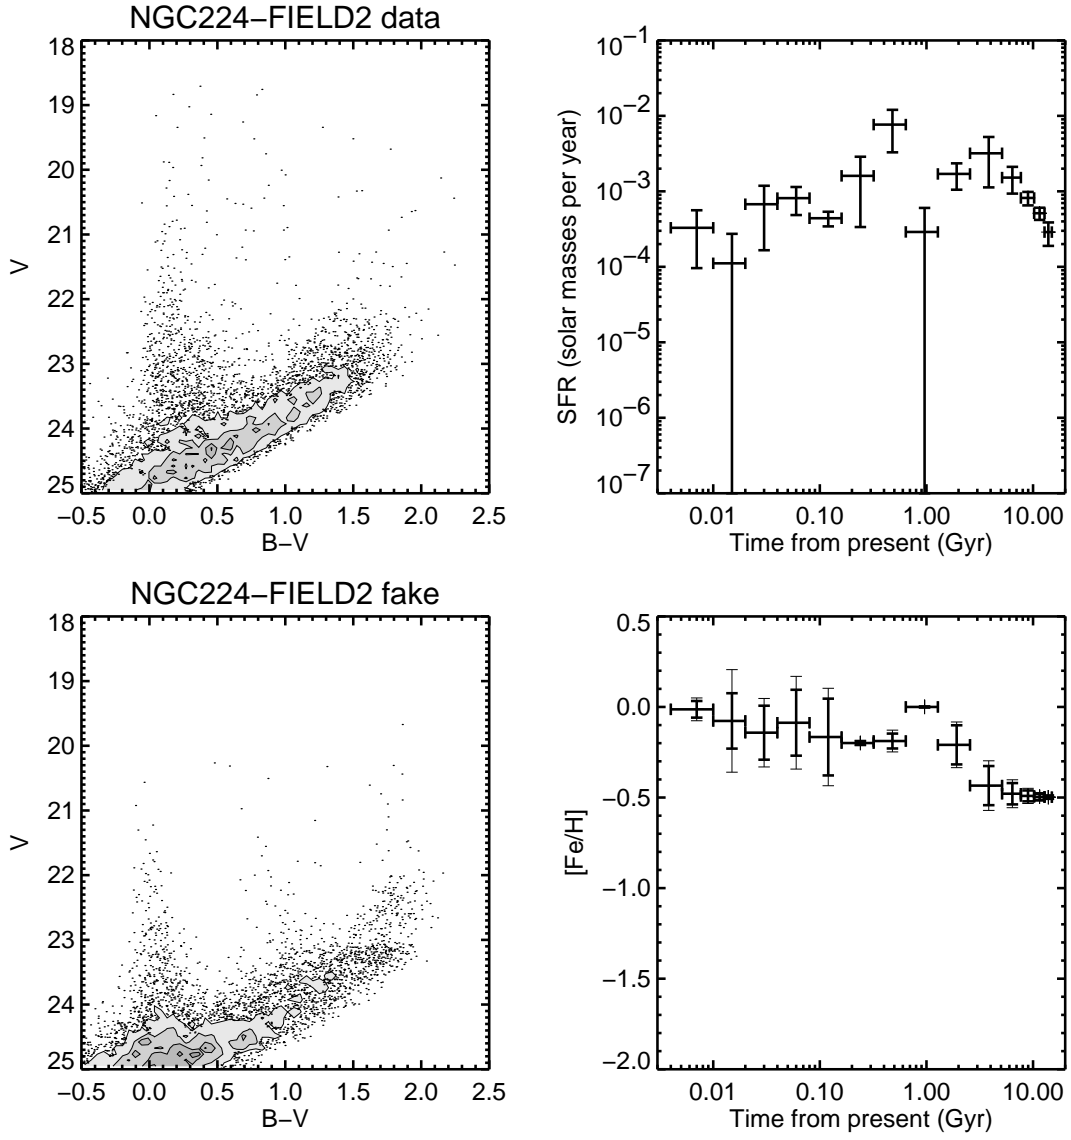 NGC224−FIELD2 data
18
19
20
21
22
23
24
25
V
−0.5 0.0 0.5 1.0 1.5 2.0 2.5
B−V
10^−1
10^−2
10^−3
10^−4
10^−5
10^−6
10^−7
SFR (solar masses per year)
0.01 0.10 1.00 10.00
Time from present (Gyr)
NGC224−FIELD2 fake
18
19
20
21
22
23
24
25
V
−0.5 0.0 0.5 1.0 1.5 2.0 2.5
B−V
0.5
0.0
−0.5
−1.0
−1.5
−2.0
[Fe/H]
0.01 0.10 1.00 10.00
Time from present (Gyr)